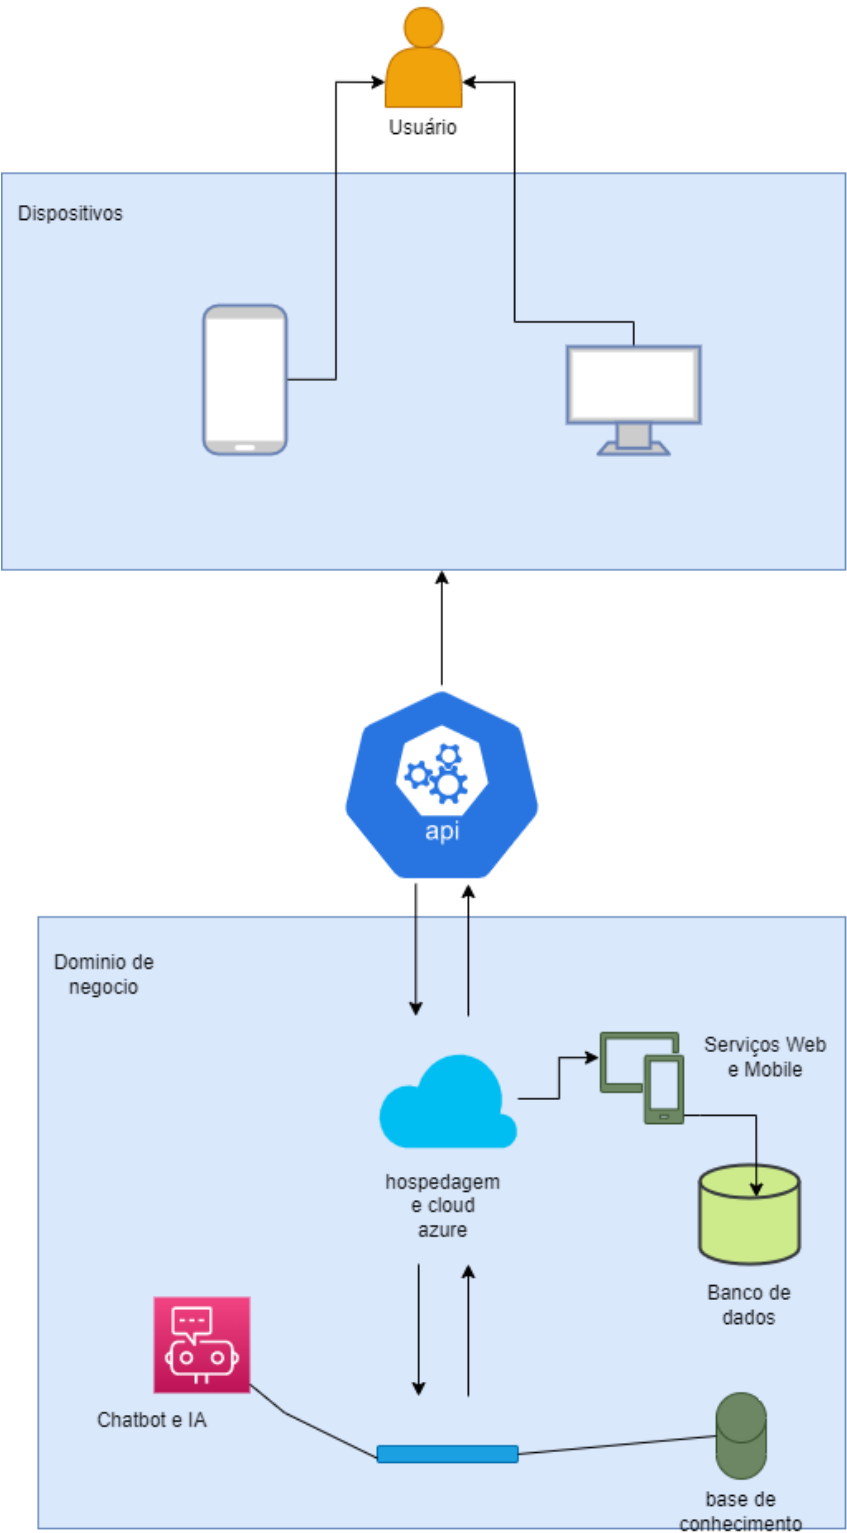 Usuário
Dispositivos
api
Dominio de
negocio
Serviços Web
e Mobile
hospedagem
e cloud
azure
Banco de
dados
Chatbot e IA
base de
conhecimento